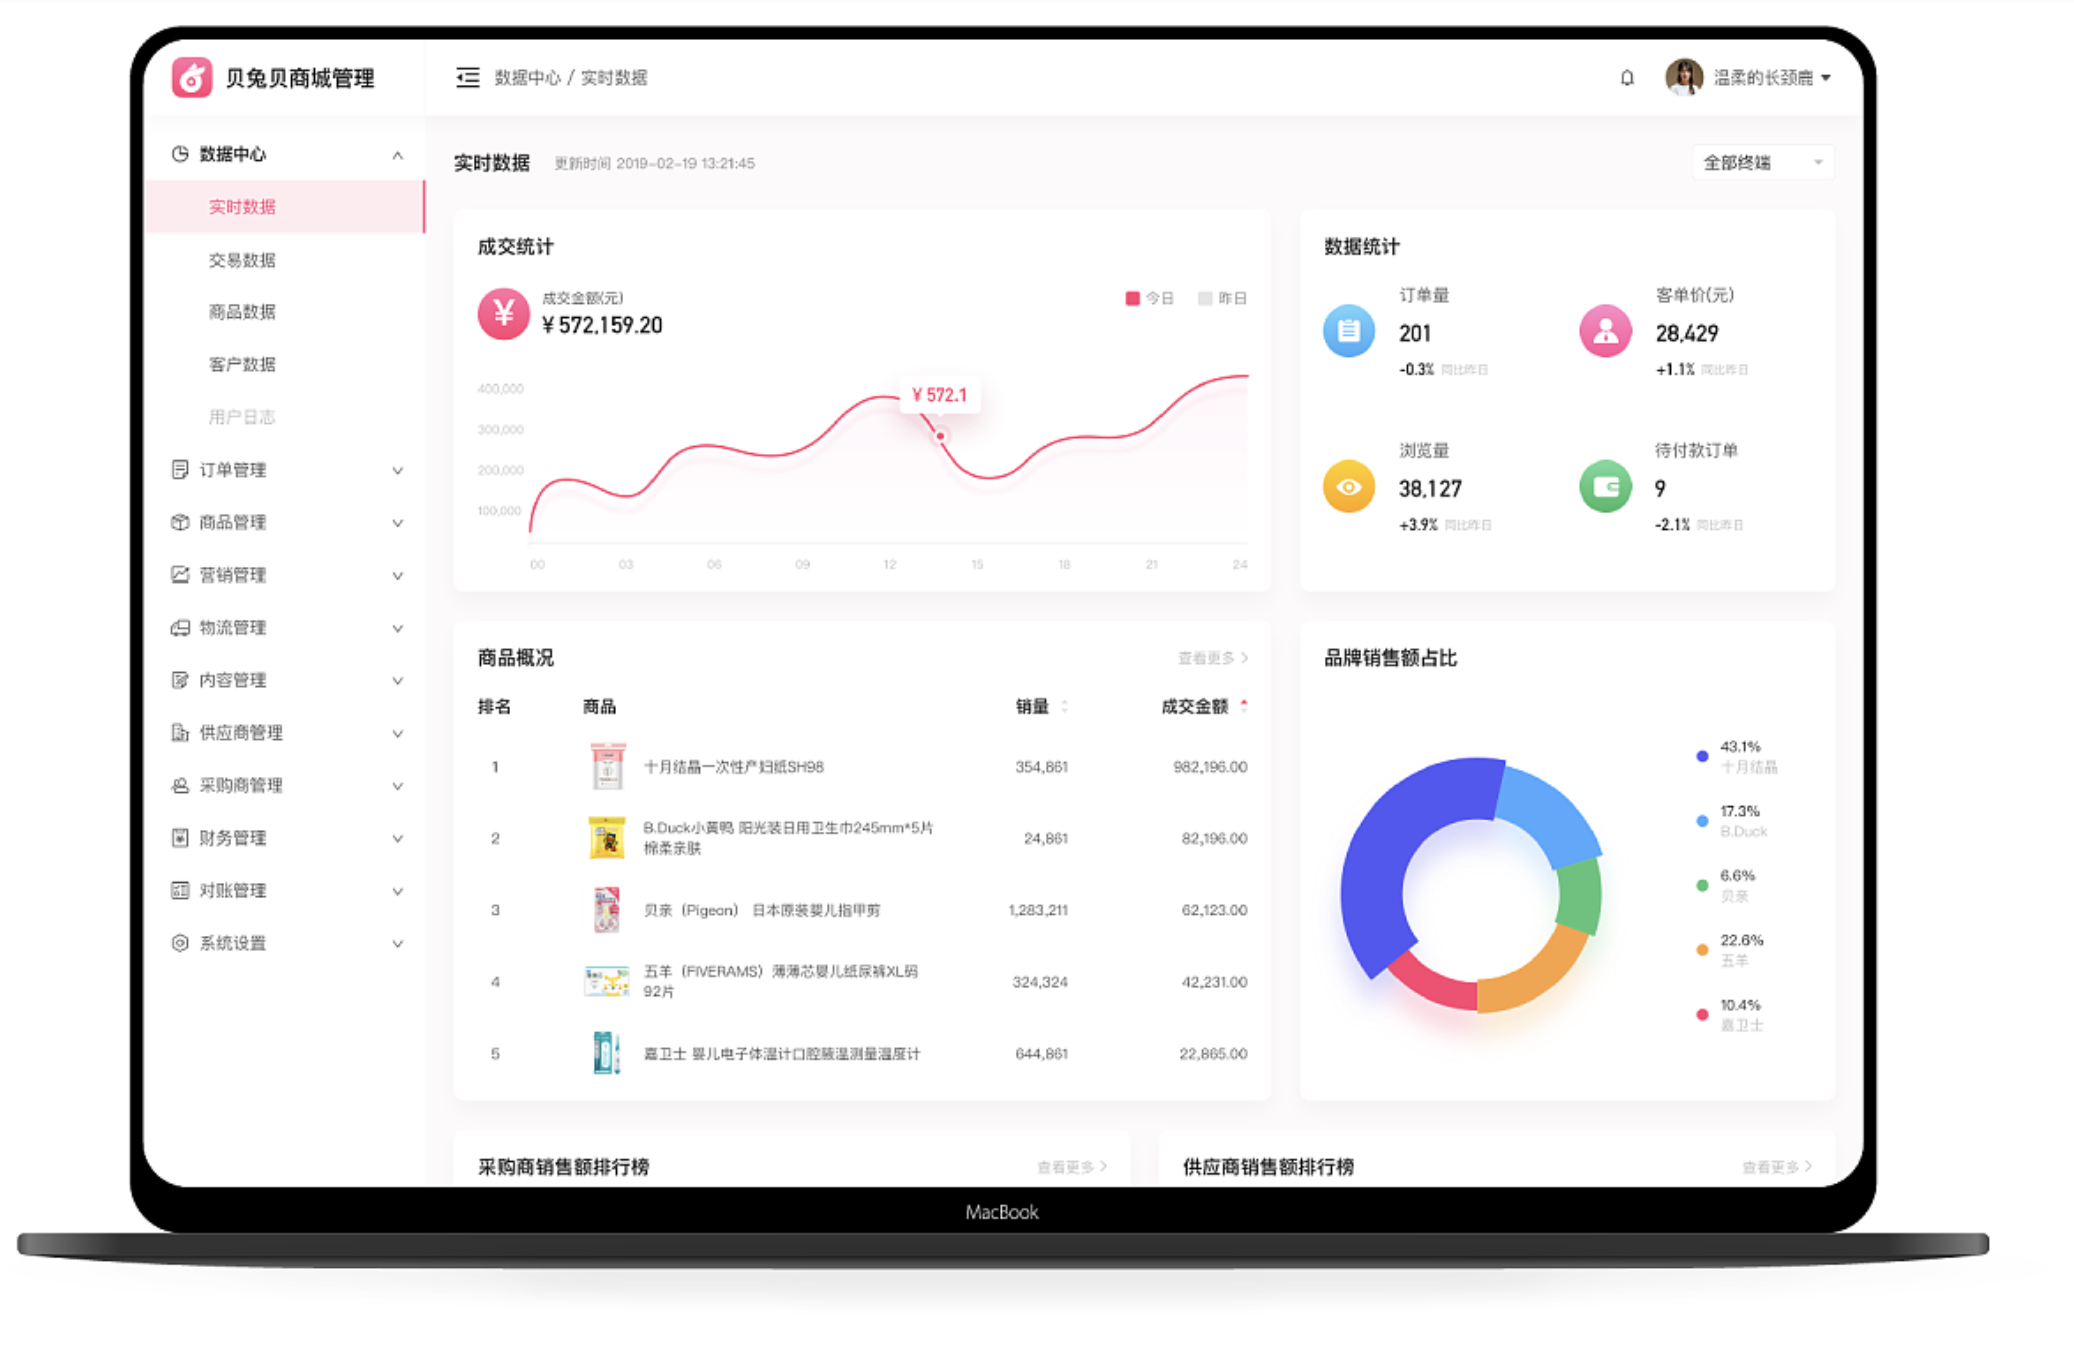 贝兔贝商城管理
数据中心 / 实时数据
温柔的长颈鹿
数据中心
实时数据
交易数据
商品数据
客户数据
用户日志
订单管理
商品管理
营销管理
物流管理
内容管理
供应商管理
采购商管理
财务管理
对账管理
系统设置
实时数据 更新时间 2019-02-19 13:21:45
全部终端
成交统计
成交金额(元)
¥ 572,159.20
今日 昨日
400,000
300,000
200,000
100,000
¥ 572.1
00 03 06 09 12 15 18 21 24
数据统计
订单量
201
-0.3% 同比昨日
客单价(元)
28,429
+1.1% 同比昨日
浏览量
38,127
+3.9% 同比昨日
待付款订单
9
-2.1% 同比昨日
商品概况 查看更多
排名 商品 销量 成交金额
1 十月结晶一次性产妇纸SH98 354,861 982,196.00
2 B.Duck小黄鸭 阳光装日用卫生巾245mm*5片 24,861 82,196.00
棉柔亲肤
3 贝亲（Pigeon） 日本原装婴儿指甲剪 1,283,211 62,123.00
4 五羊（FIVERAMS）薄薄芯婴儿纸尿裤XL码 324,324 42,231.00
92片
5 嘉卫士 婴儿电子体温计口腔腋温测量温度计 644,861 22,865.00
品牌销售额占比
43.1%
十月结晶
17.3%
B.Duck
6.6%
贝亲
22.6%
五羊
10.4%
嘉卫士
采购商销售额排行榜 查看更多
供应商销售额排行榜 查看更多
MacBook